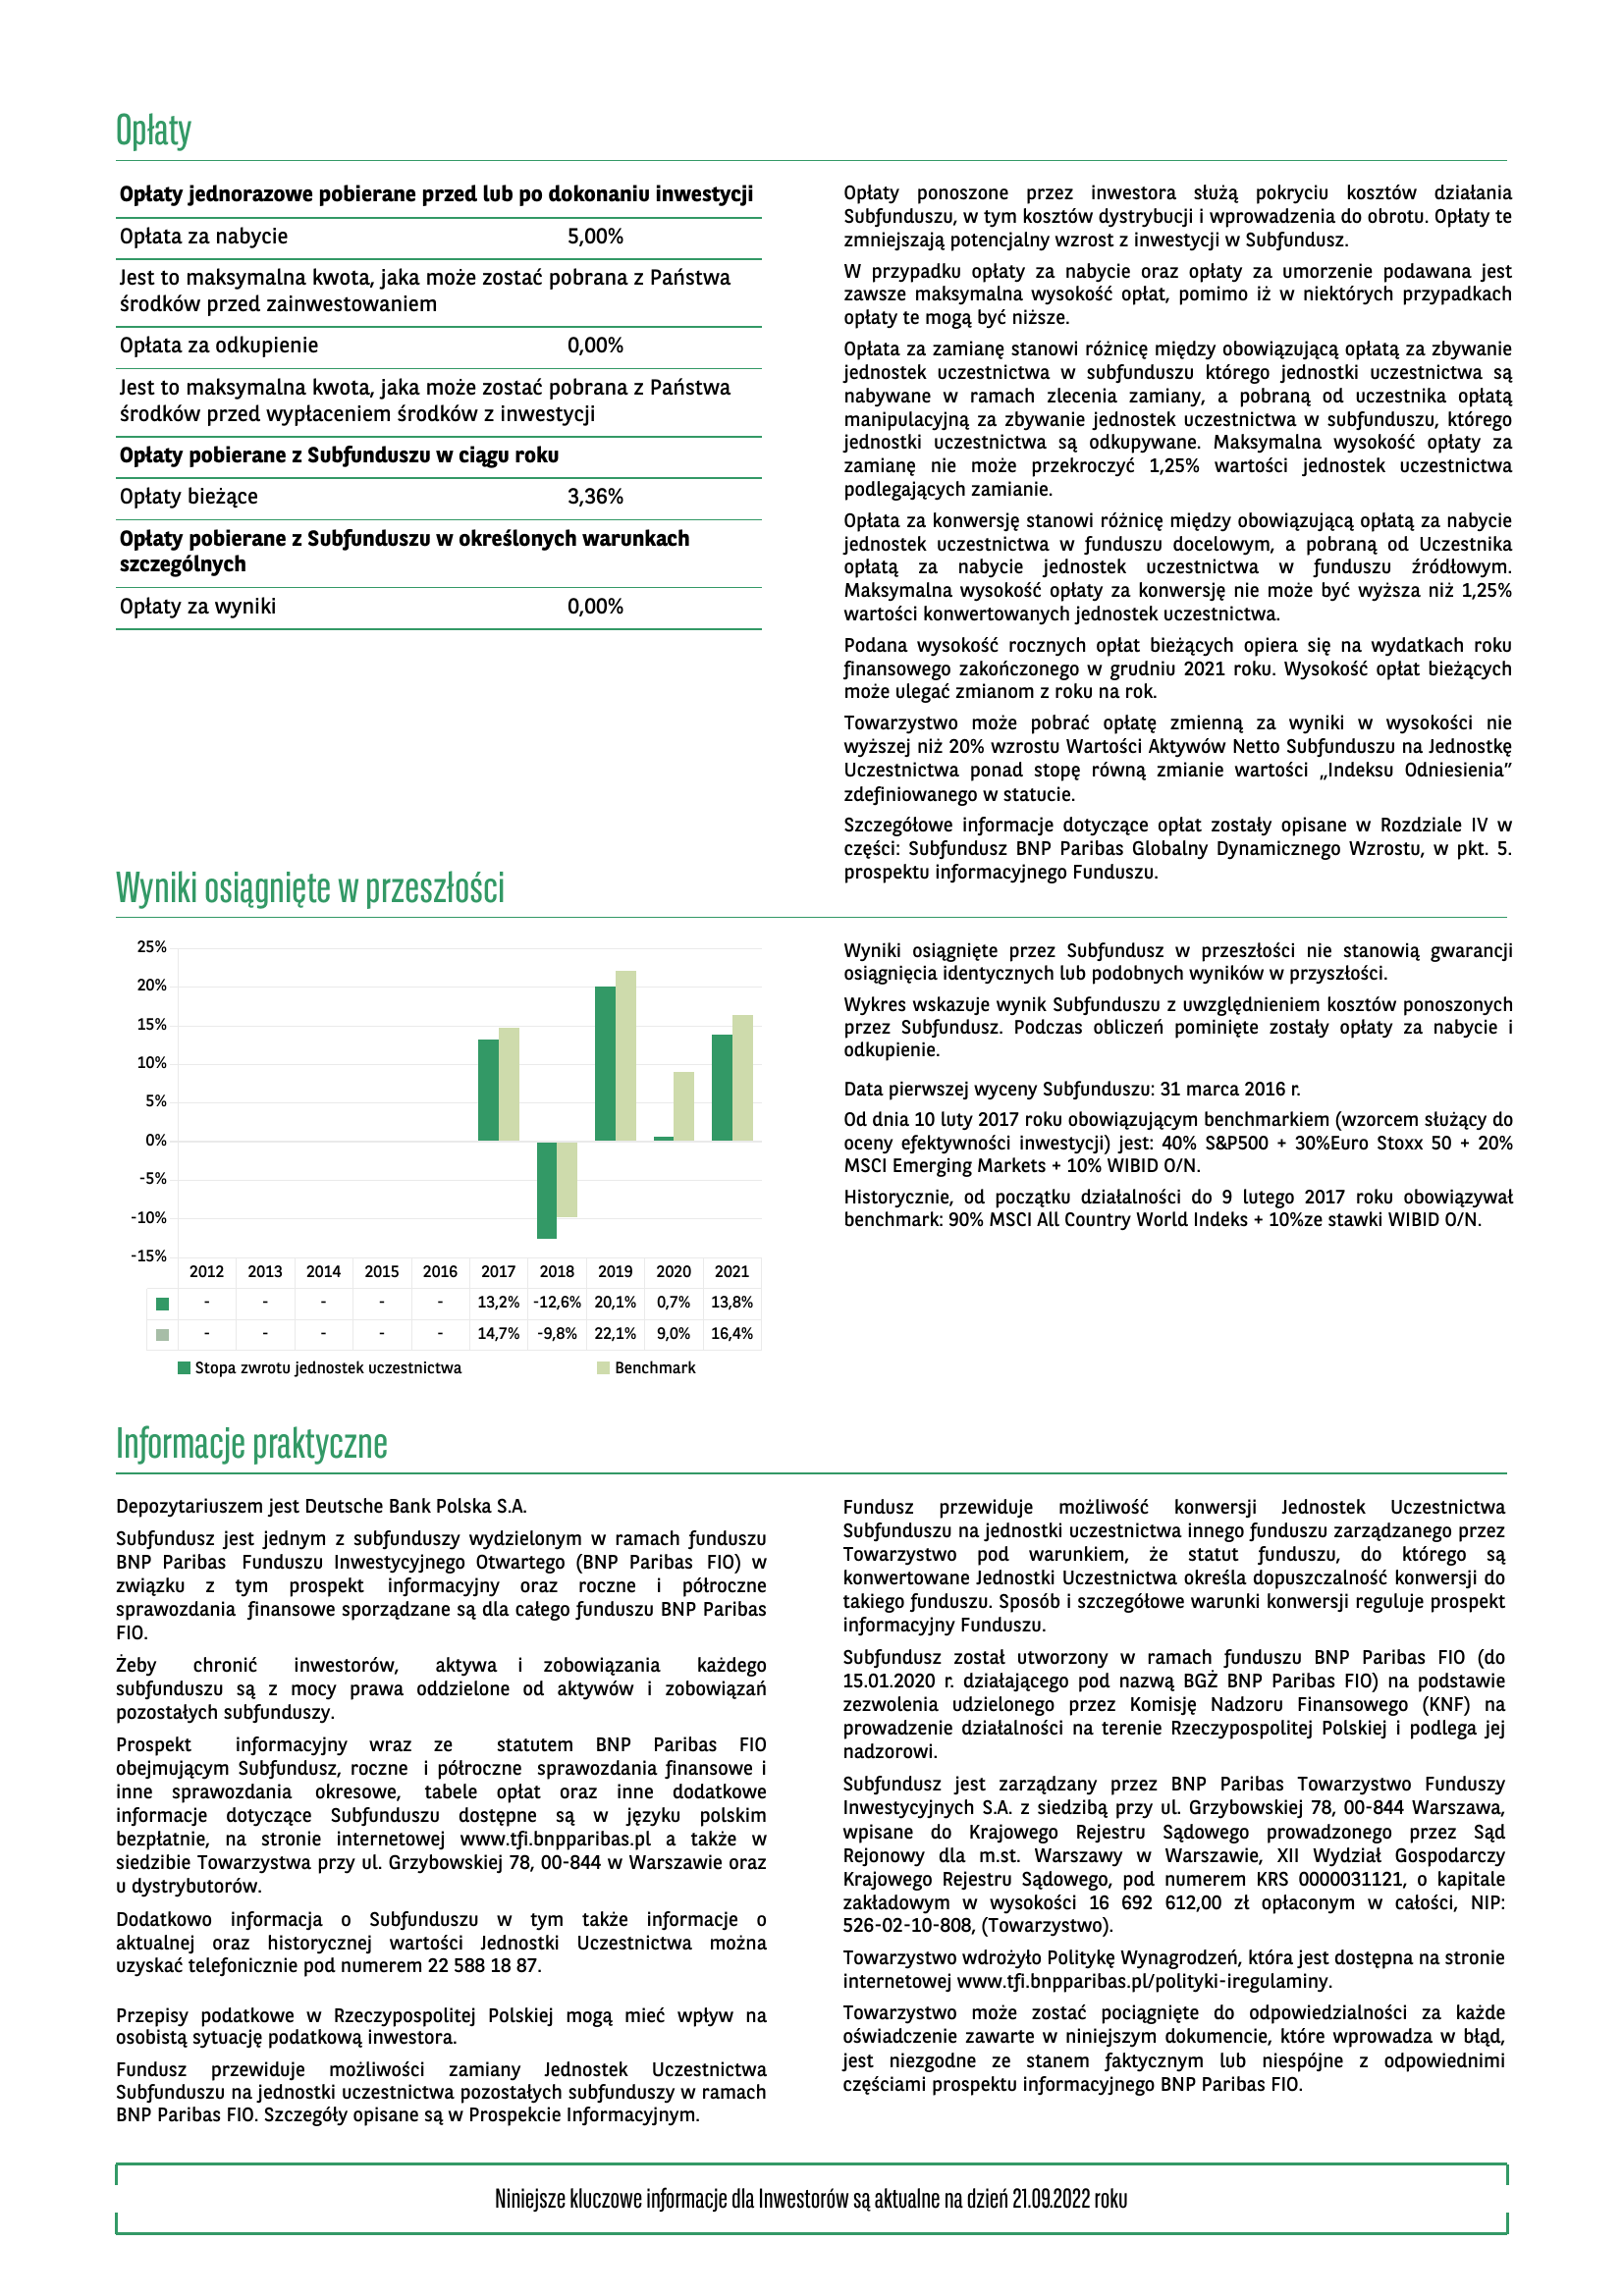 Opłaty
Opłaty jednorazowe pobierane przed lub po dokonaniu inwestycji
Opłata za nabycie 5,00%
Jest to maksymalna kwota, jaka może zostać pobrana z Państwa
środków przed zainwestowaniem
Opłata za odkupienie 0,00%
Jest to maksymalna kwota, jaka może zostać pobrana z Państwa
środków przed wypłaceniem środków z inwestycji
Opłaty pobierane z Subfunduszu w ciągu roku
Opłaty bieżące 3,36%
Opłaty pobierane z Subfunduszu w określonych warunkach
szczególnych
Opłaty za wyniki 0,00%
Opłaty ponoszone przez inwestora służą pokryciu kosztów działania
Subfunduszu, w tym kosztów dystrybucji i wprowadzenia do obrotu. Opłaty te
zmniejszają potencjalny wzrost z inwestycji w Subfundusz.
W przypadku opłaty za nabycie oraz opłaty za umorzenie podawana jest
zawsze maksymalna wysokość opłat, pomimo iż w niektórych przypadkach
opłaty te mogą być niższe.
Opłata za zamianę stanowi różnicę między obowiązującą opłatą za zbywanie
jednostek uczestnictwa w subfunduszu którego jednostki uczestnictwa są
nabywane w ramach zlecenia zamiany, a pobraną od uczestnika opłatą
manipulacyjną za zbywanie jednostek uczestnictwa w subfunduszu, którego
jednostki uczestnictwa są odkupywane. Maksymalna wysokość opłaty za
zamianę nie może przekroczyć 1,25% wartości jednostek uczestnictwa
podlegających zamianie.
Opłata za konwersję stanowi różnicę między obowiązującą opłatą za nabycie
jednostek uczestnictwa w funduszu docelowym, a pobraną od Uczestnika
opłatą za nabycie jednostek uczestnictwa w funduszu źródłowym.
Maksymalna wysokość opłaty za konwersję nie może być wyższa niż 1,25%
wartości konwertowanych jednostek uczestnictwa.
Podana wysokość rocznych opłat bieżących opiera się na wydatkach roku
finansowego zakończonego w grudniu 2021 roku. Wysokość opłat bieżących
może ulegać zmianom z roku na rok.
Towarzystwo może pobrać opłatę zmienną za wyniki w wysokości nie
wyższej niż 20% wzrostu Wartości Aktywów Netto Subfunduszu na Jednostkę
Uczestnictwa ponad stopę równą zmianie wartości „Indeksu Odniesienia”
zdefiniowanego w statucie.
Szczegółowe informacje dotyczące opłat zostały opisane w Rozdziale IV w
części: Subfundusz BNP Paribas Globalny Dynamicznego Wzrostu, w pkt. 5.
prospektu informacyjnego Funduszu.
Wyniki osiągnięte w przeszłości
25%
20%
15%
10%
5%
0%
-5%
-10%
-15%
2012 2013 2014 2015 2016 2017 2018 2019 2020 2021
- - - - - 13,2% -12,6% 20,1% 0,7% 13,8%
- - - - - 14,7% -9,8% 22,1% 9,0% 16,4%
Stopa zwrotu jednostek uczestnictwa Benchmark
Wyniki osiągnięte przez Subfundusz w przeszłości nie stanowią gwarancji
osiągnięcia identycznych lub podobnych wyników w przyszłości.
Wykres wskazuje wynik Subfunduszu z uwzględnieniem kosztów ponoszonych
przez Subfundusz. Podczas obliczeń pominięte zostały opłaty za nabycie i
odkupienie.
Data pierwszej wyceny Subfunduszu: 31 marca 2016 r.
Od dnia 10 luty 2017 roku obowiązującym benchmarkiem (wzorcem służący do
oceny efektywności inwestycji) jest: 40% S&P500 + 30%Euro Stoxx 50 + 20%
MSCI Emerging Markets + 10% WIBID O/N.
Historycznie, od początku działalności do 9 lutego 2017 roku obowiązywał
benchmark: 90% MSCI All Country World Indeks + 10%ze stawki WIBID O/N.
Informacje praktyczne
Depozytariuszem jest Deutsche Bank Polska S.A.
Subfundusz jest jednym z subfunduszy wydzielonym w ramach funduszu
BNP Paribas Funduszu Inwestycyjnego Otwartego (BNP Paribas FIO) w
związku z tym prospekt informacyjny oraz roczne i półroczne
sprawozdania finansowe sporządzane są dla całego funduszu BNP Paribas
FIO.
Żeby chronić inwestorów, aktywa i zobowiązania każdego
subfunduszu są z mocy prawa oddzielone od aktywów i zobowiązań
pozostałych subfunduszy.
Prospekt informacyjny wraz ze statutem BNP Paribas FIO
obejmującym Subfundusz, roczne i półroczne sprawozdania finansowe i
inne sprawozdania okresowe, tabele opłat oraz inne dodatkowe
informacje dotyczące Subfunduszu dostępne są w języku polskim
bezpłatnie, na stronie internetowej www.tfi.bnpparibas.pl a także w
siedzibie Towarzystwa przy ul. Grzybowskiej 78, 00-844 w Warszawie oraz
u dystrybutorów.
Dodatkowo informacja o Subfunduszu w tym także informacje o
aktualnej oraz historycznej wartości Jednostki Uczestnictwa można
uzyskać telefonicznie pod numerem 22 588 18 87.
Przepisy podatkowe w Rzeczypospolitej Polskiej mogą mieć wpływ na
osobistą sytuację podatkową inwestora.
Fundusz przewiduje możliwości zamiany Jednostek Uczestnictwa
Subfunduszu na jednostki uczestnictwa pozostałych subfunduszy w ramach
BNP Paribas FIO. Szczegóły opisane są w Prospekcie Informacyjnym.
Fundusz przewiduje możliwość konwersji Jednostek Uczestnictwa
Subfunduszu na jednostki uczestnictwa innego funduszu zarządzanego przez
Towarzystwo pod warunkiem, że statut funduszu, do którego są
konwertowane Jednostki Uczestnictwa określa dopuszczalność konwersji do
takiego funduszu. Sposób i szczegółowe warunki konwersji reguluje prospekt
informacyjny Funduszu.
Subfundusz został utworzony w ramach funduszu BNP Paribas FIO (do
15.01.2020 r. działającego pod nazwą BGŻ BNP Paribas FIO) na podstawie
zezwolenia udzielonego przez Komisję Nadzoru Finansowego (KNF) na
prowadzenie działalności na terenie Rzeczypospolitej Polskiej i podlega jej
nadzorowi.
Subfundusz jest zarządzany przez BNP Paribas Towarzystwo Funduszy
Inwestycyjnych S.A. z siedzibą przy ul. Grzybowskiej 78, 00-844 Warszawa,
wpisane do Krajowego Rejestru Sądowego prowadzonego przez Sąd
Rejonowy dla m.st. Warszawy w Warszawie, XII Wydział Gospodarczy
Krajowego Rejestru Sądowego, pod numerem KRS 0000031121, o kapitale
zakładowym w wysokości 16 692 612,00 zł opłaconym w całości, NIP:
526-02-10-808, (Towarzystwo).
Towarzystwo wdrożyło Politykę Wynagrodzeń, która jest dostępna na stronie
internetowej www.tfi.bnpparibas.pl/polityki-iregulaminy.
Towarzystwo może zostać pociągnięte do odpowiedzialności za każde
oświadczenie zawarte w niniejszym dokumencie, które wprowadza w błąd,
jest niezgodne ze stanem faktycznym lub niespójne z odpowiednimi
częściami prospektu informacyjnego BNP Paribas FIO.
Niniejsze kluczowe informacje dla Inwestorów są aktualne na dzień 21.09.2022 roku